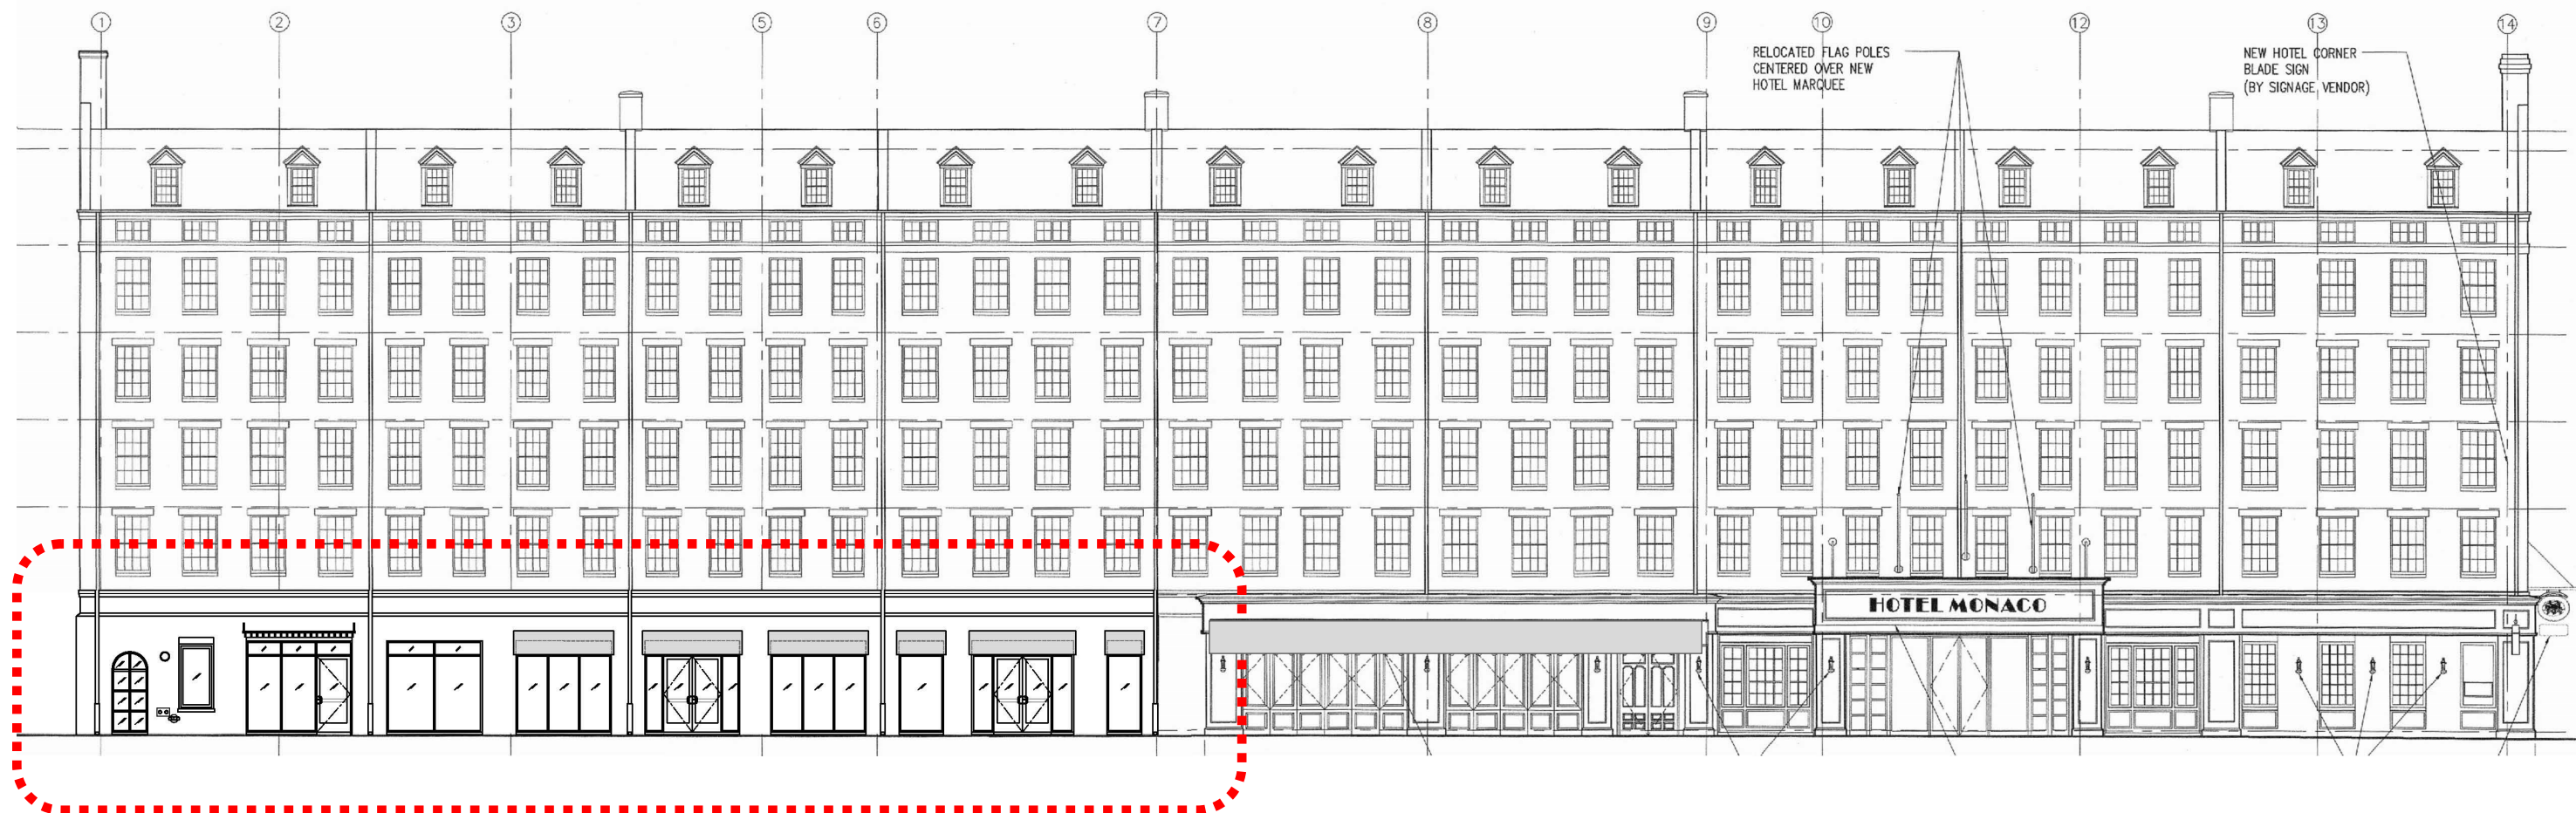 1 2 3 5 6 7 8 9 10 12 13 14
RELOCATED FLAG POLES
CENTERED OVER NEW
HOTEL MARQUEE
NEW HOTEL CORNER
BLADE SIGN
(BY SIGNAGE VENDOR)
HOTEL MONACO